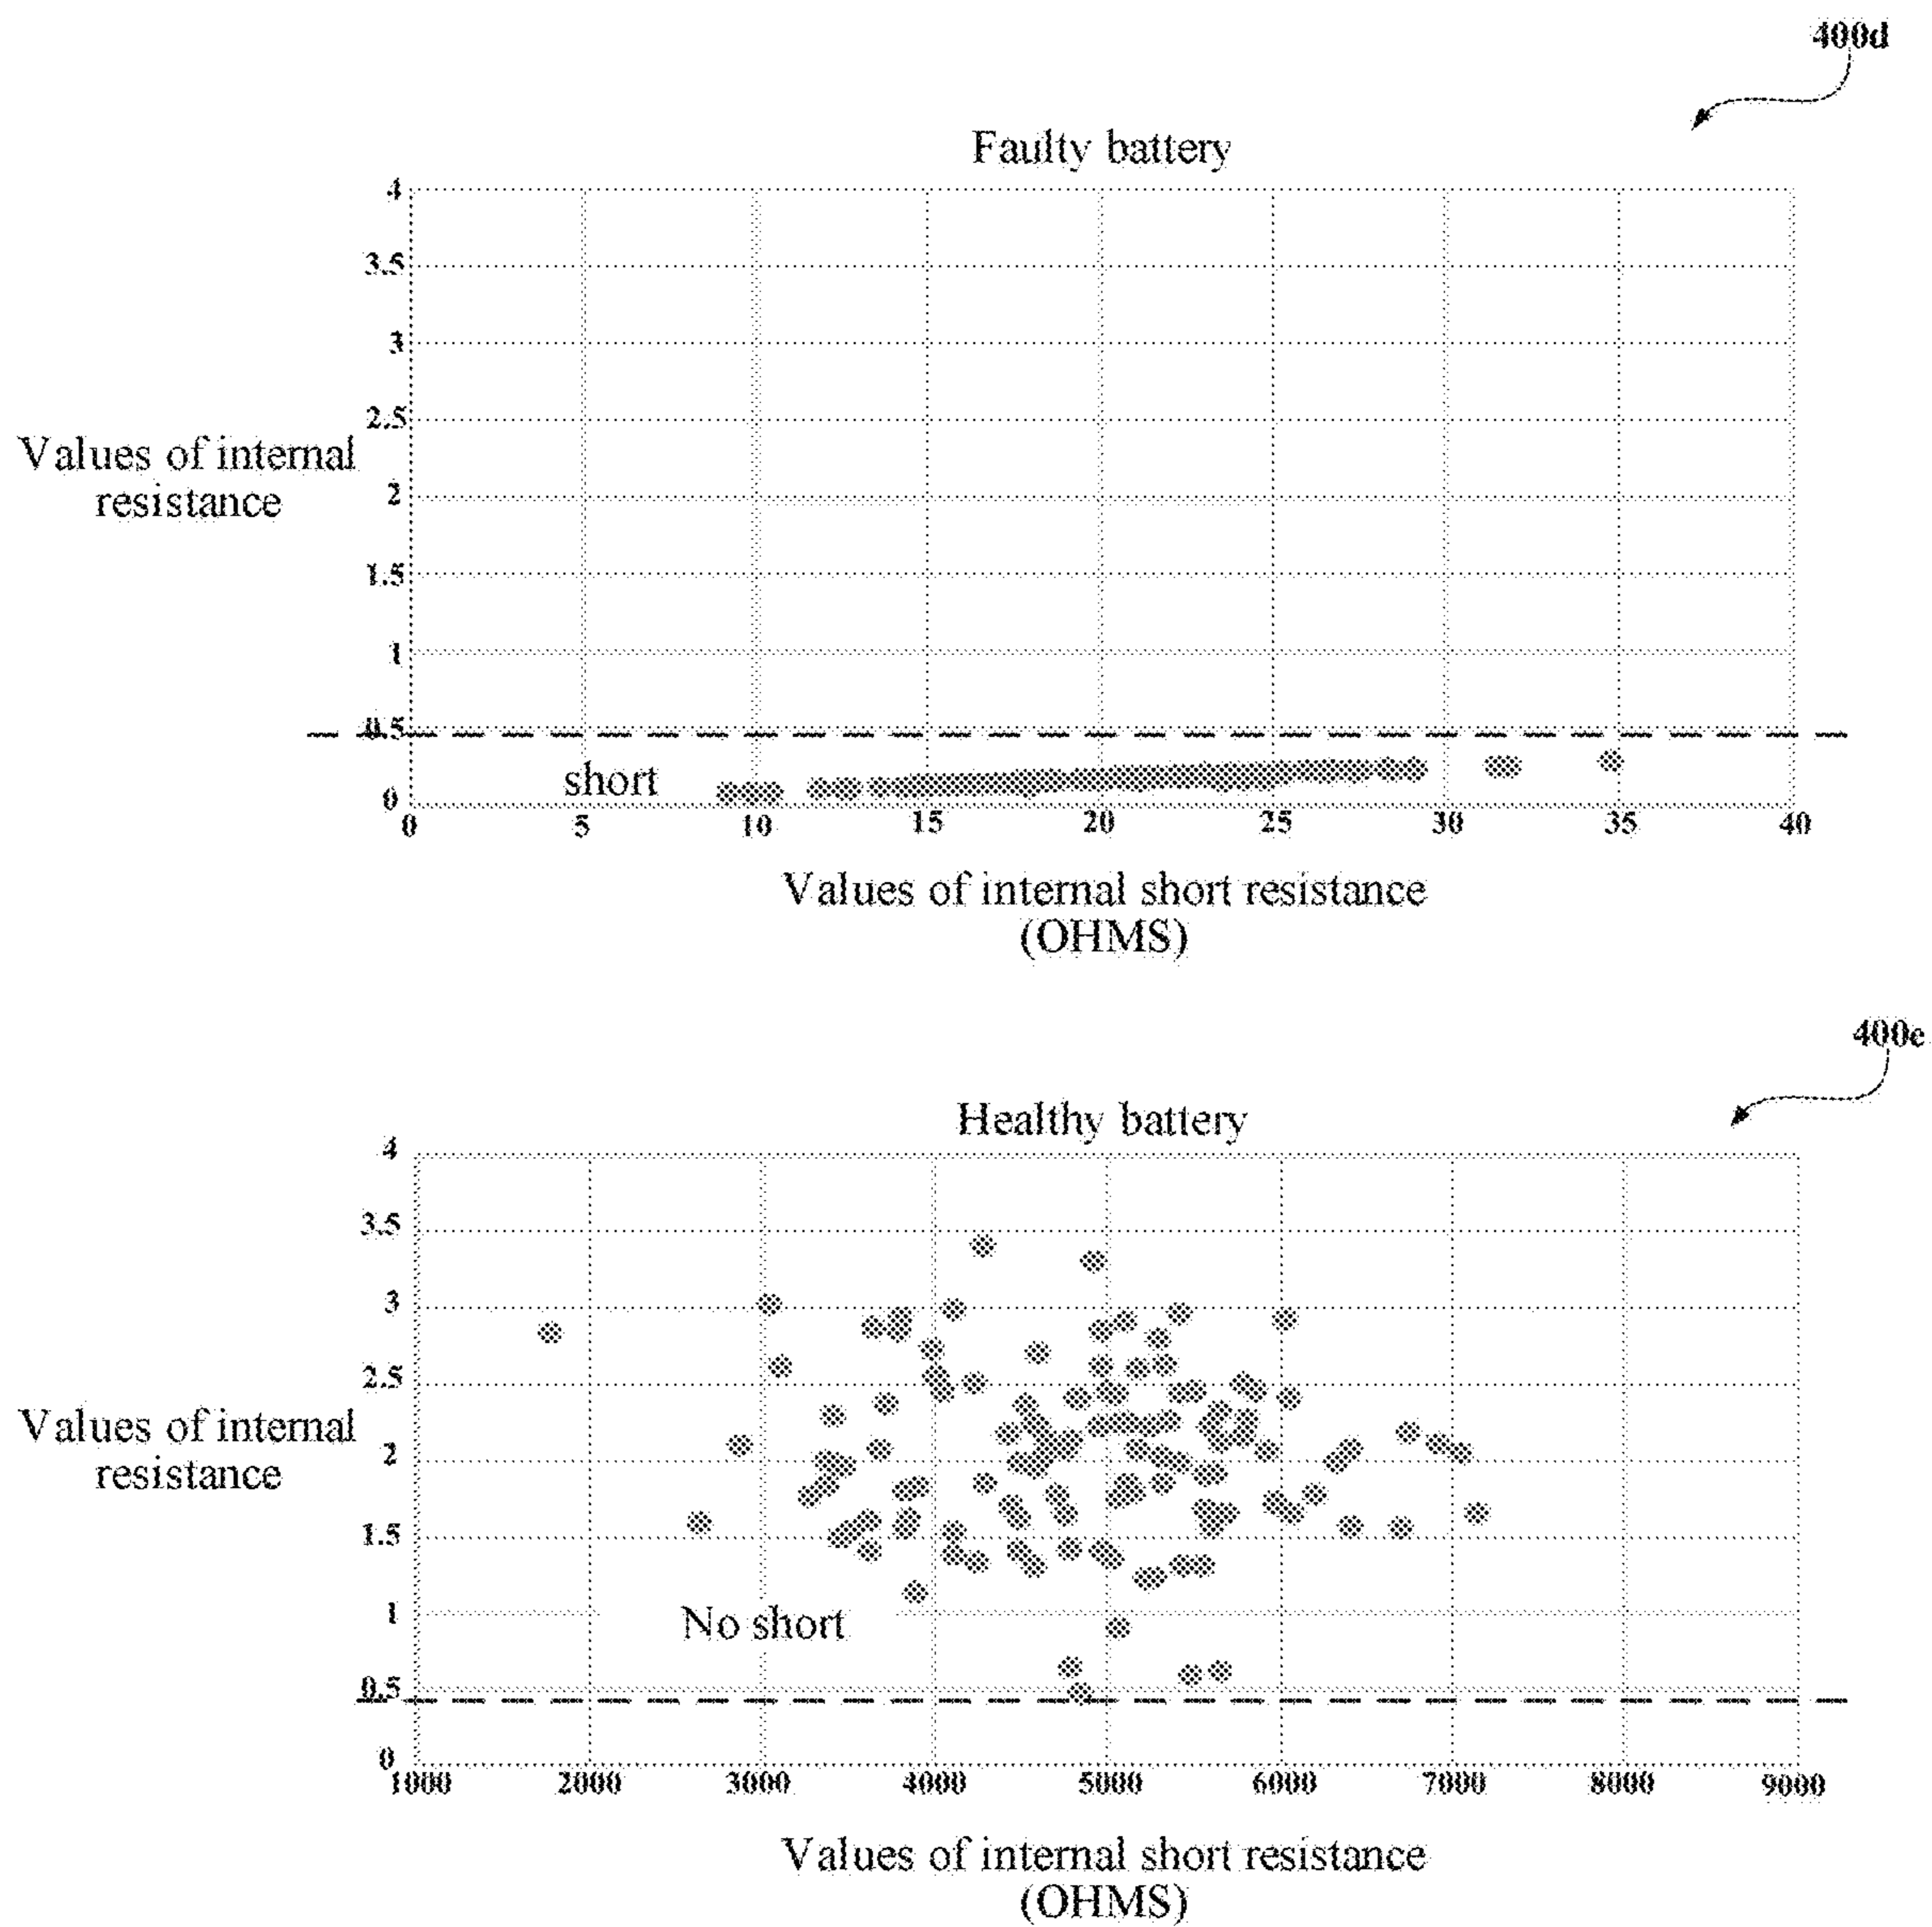 400d
Faulty battery
4
3.5
3
2.5
Values of internal
resistance
2
1.5
1
0.5
short
0
0 5 10 15 20 25 30 35 40
Values of internal short resistance
(OHMS)
400e
Healthy battery
4
3.5
3
2.5
Values of internal
resistance
2
1.5
1
No short
0.5
0
1000 2000 3000 4000 5000 6000 7000 8000 9000
Values of internal short resistance
(OHMS)